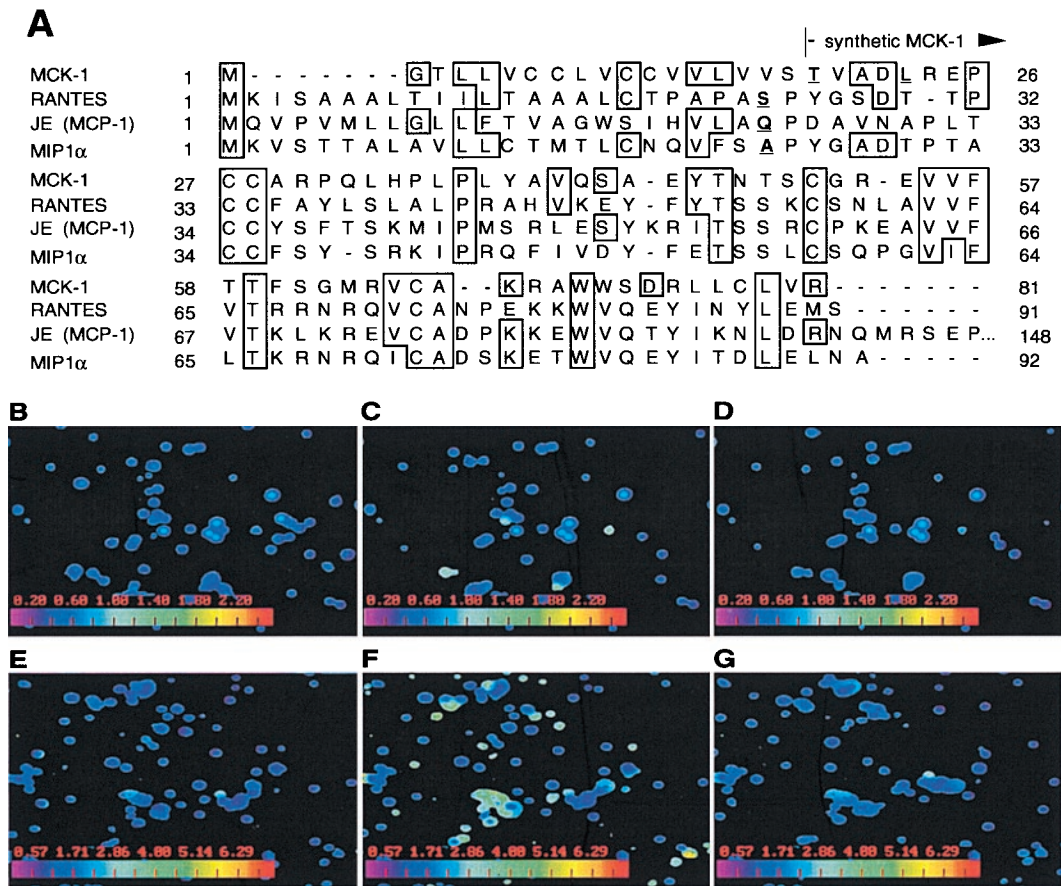 A
synthetic MCK-1
MCK-1 1 M - - - - - - - G T L L V C C L V C C V V L V V S T V A D L R E P 26
RANTES 1 M K I S A A A L T I I L T A A A L C T P A P A S P Y G S D T - T P 32
JE (MCP-1) 1 M Q V P V M L L G L L F T V A G W S I H V L A Q P D A V N A P L T 33
MIP1α 1 M K V S T T A L A V L L C T M T L C N Q V F S A P Y G A D T P T A 33
MCK-1 27 C C A R P Q L H P L P L Y A V Q S A - E Y T N T S C G R - E V V F 57
RANTES 33 C C F A Y L S L A L P R A H V K E Y - F Y T S S K C S N L A V V F 64
JE (MCP-1) 34 C C Y S F T S K M I P M S R L E S Y K R I T S S R C P K E A V V F 66
MIP1α 34 C C F S Y - S R K I P R Q F I V D Y - F E T S S L C S Q P G V I F 64
MCK-1 58 T T F S G M R V C A - K R A W W S D R L L C L V R - - - - - - - 81
RANTES 65 V T R R N R Q V C A N P E K K W V Q E Y I N Y L E M S - - - - - - 91
JE (MCP-1) 67 V T K L K R E V C A D P K K E W V Q T Y I K N L D R N Q M R S E P... 148
MIP1α 65 L T K R N R Q I C A D S K E T W V Q E Y I T D L E L N A - - - - - 92
B C D
0.20 0.60 1.00 1.40 1.80 2.20
0.20 0.60 1.00 1.40 1.80 2.20
0.20 0.60 1.00 1.40 1.80 2.20
E F G
0.57 1.71 2.86 4.00 5.14 6.29
0.57 1.71 2.86 4.00 5.14 6.29
0.57 1.71 2.86 4.00 5.14 6.29